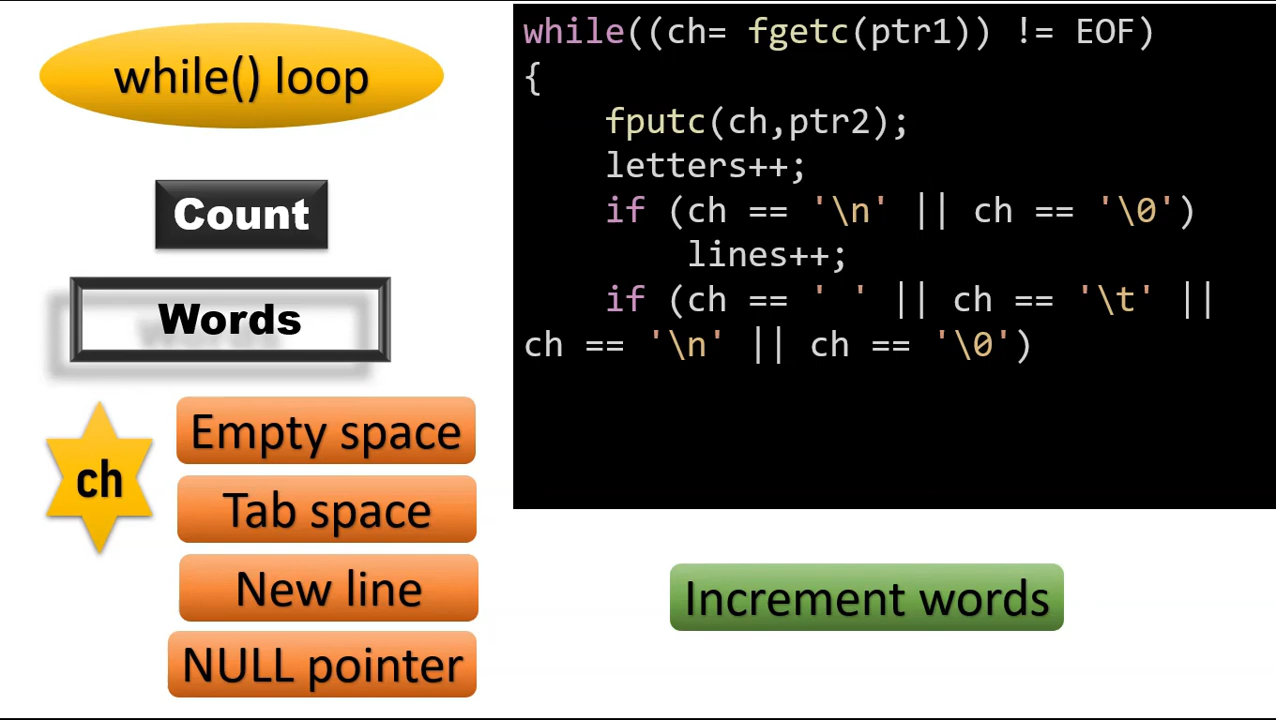 while() loop
Count
Words
ch
Empty space
Tab space
New line
NULL pointer
while((ch= fgetc(ptr1)) != EOF)
{
    fputc(ch,ptr2);
    letters++;
    if (ch == '\n' || ch == '\0')
        lines++;
    if (ch == ' ' || ch == '\t' ||
ch == '\n' || ch == '\0')
Increment words